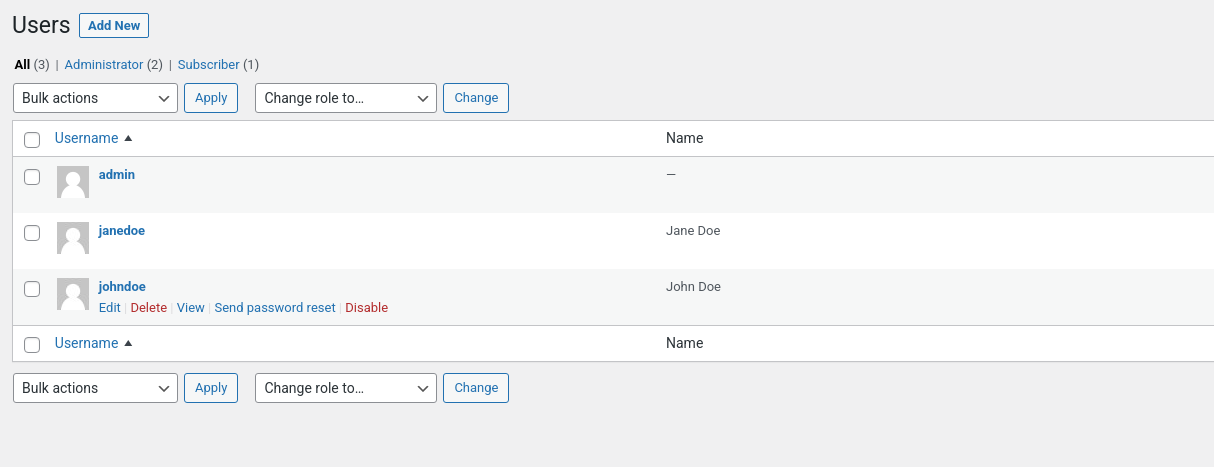 Users Add New
All (3) | Administrator (2) | Subscriber (1)
Bulk actions Apply Change role to… Change
Username Name
admin —
janedoe Jane Doe
johndoe John Doe
Edit | Delete | View | Send password reset | Disable
Username Name
Bulk actions Apply Change role to… Change